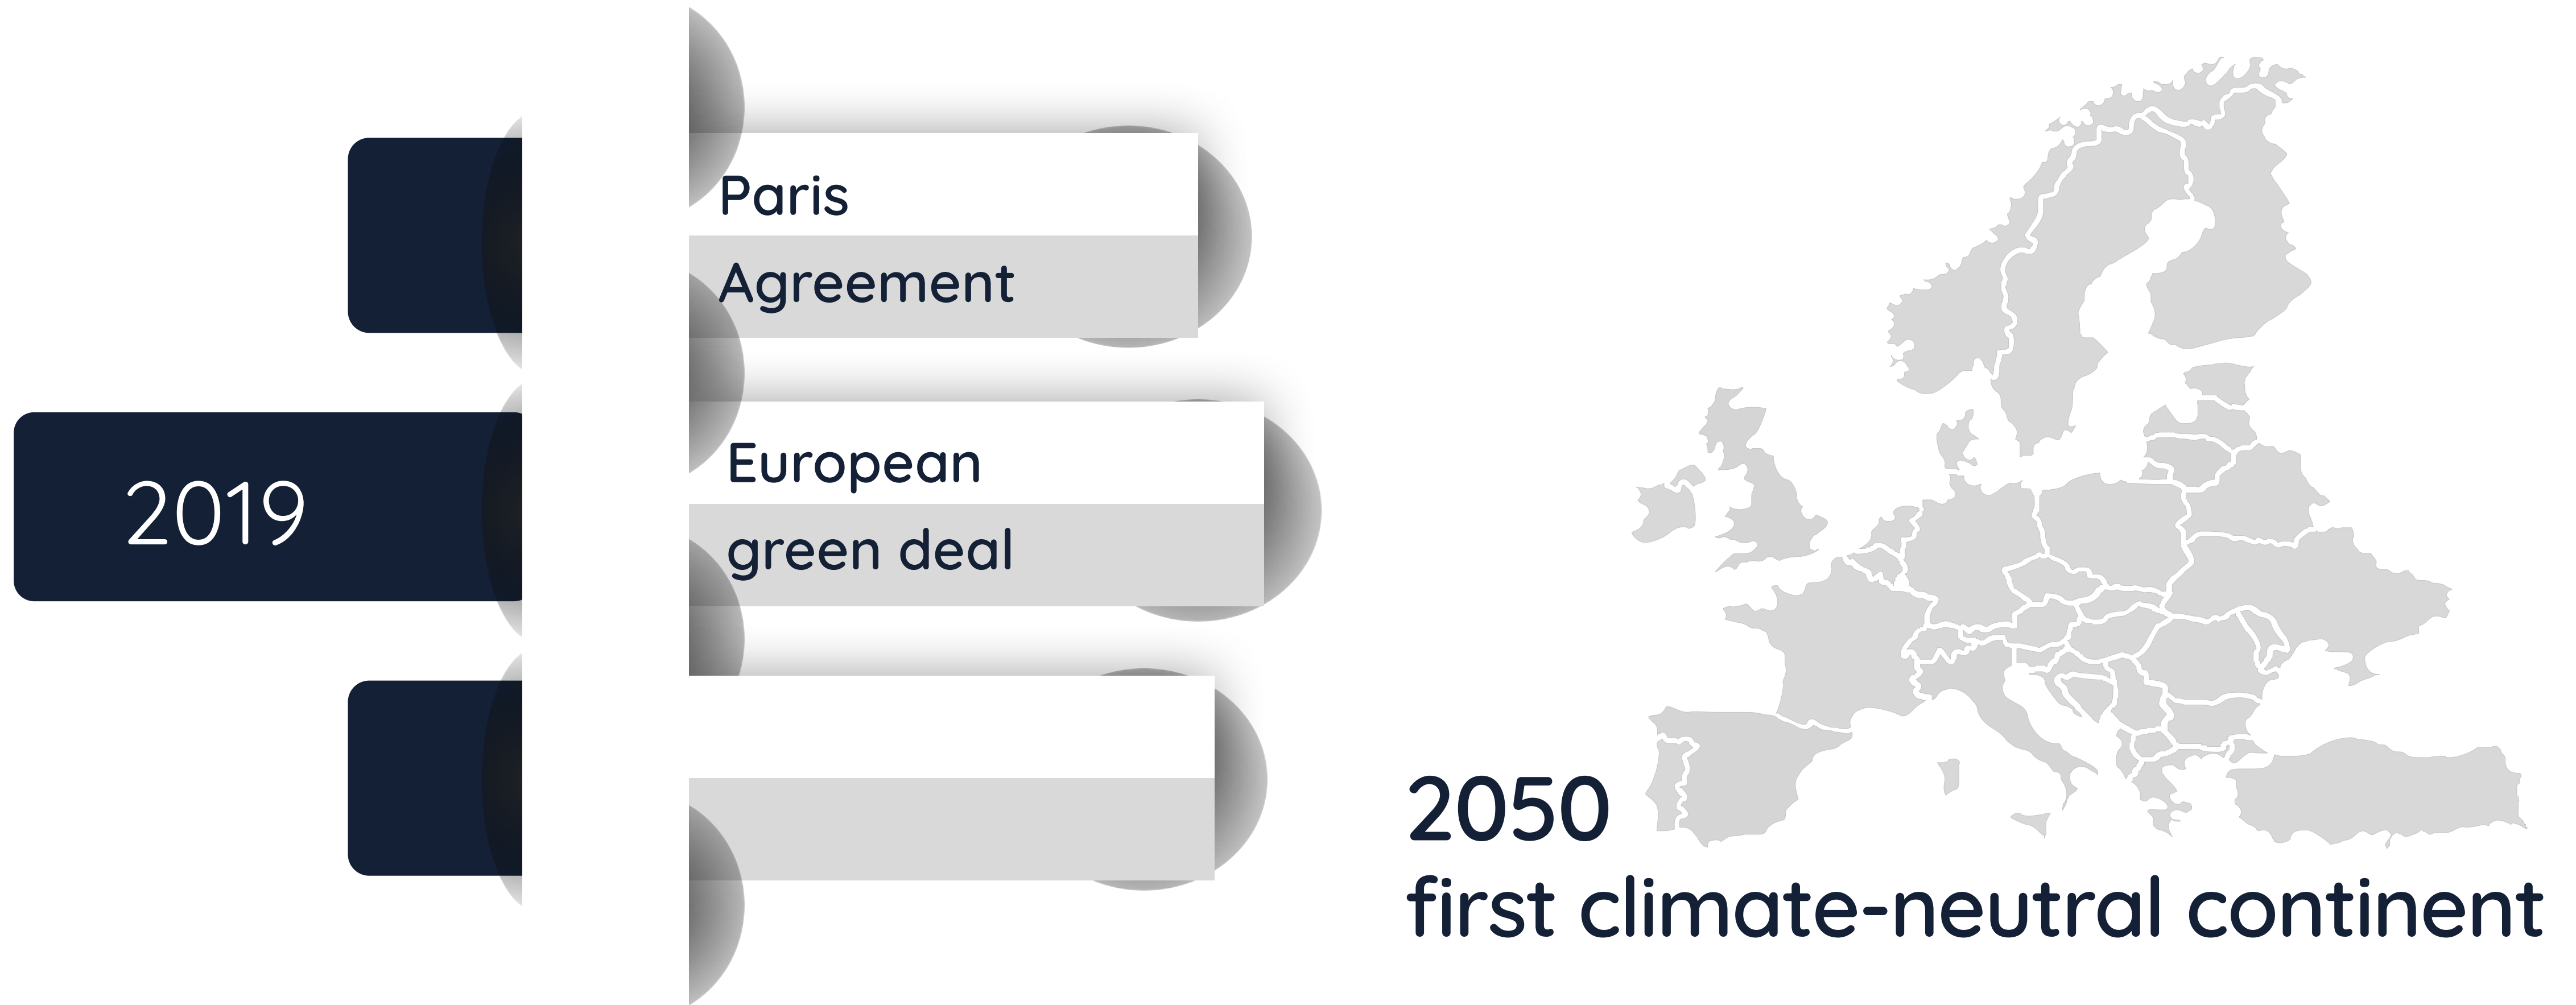 Paris
Agreement
2019
European
green deal
2050
first climate-neutral continent